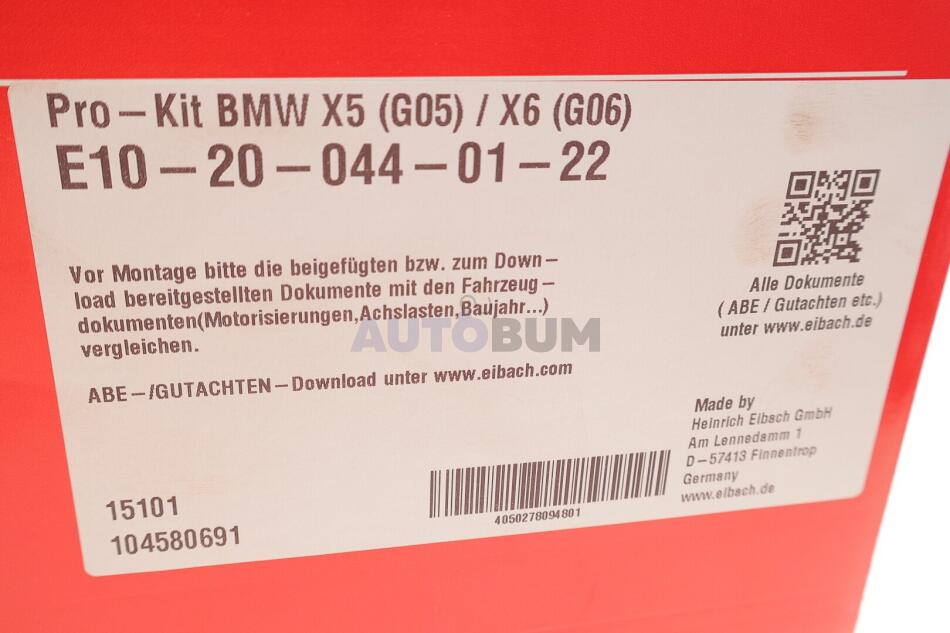 Pro-Kit BMW X5 (G05) / X6 (G06)
E10-20-044-01-22
Vor Montage bitte die beigefügten bzw. zum Down-
load bereitgestellten Dokumente mit den Fahrzeug-
dokumenten(Motorisierungen,Achslasten,Baujahr...)
vergleichen.
ABE-/GUTACHTEN-Download unter www.eibach.com
Alle Dokumente
( ABE / Gutachten etc.)
unter www.eibach.de
AUTOBUM
Made by
Heinrich Eibach GmbH
Am Lennedamm 1
D-57413 Finnentrop
Germany
www.eibach.de
4050278094801
15101
104580691